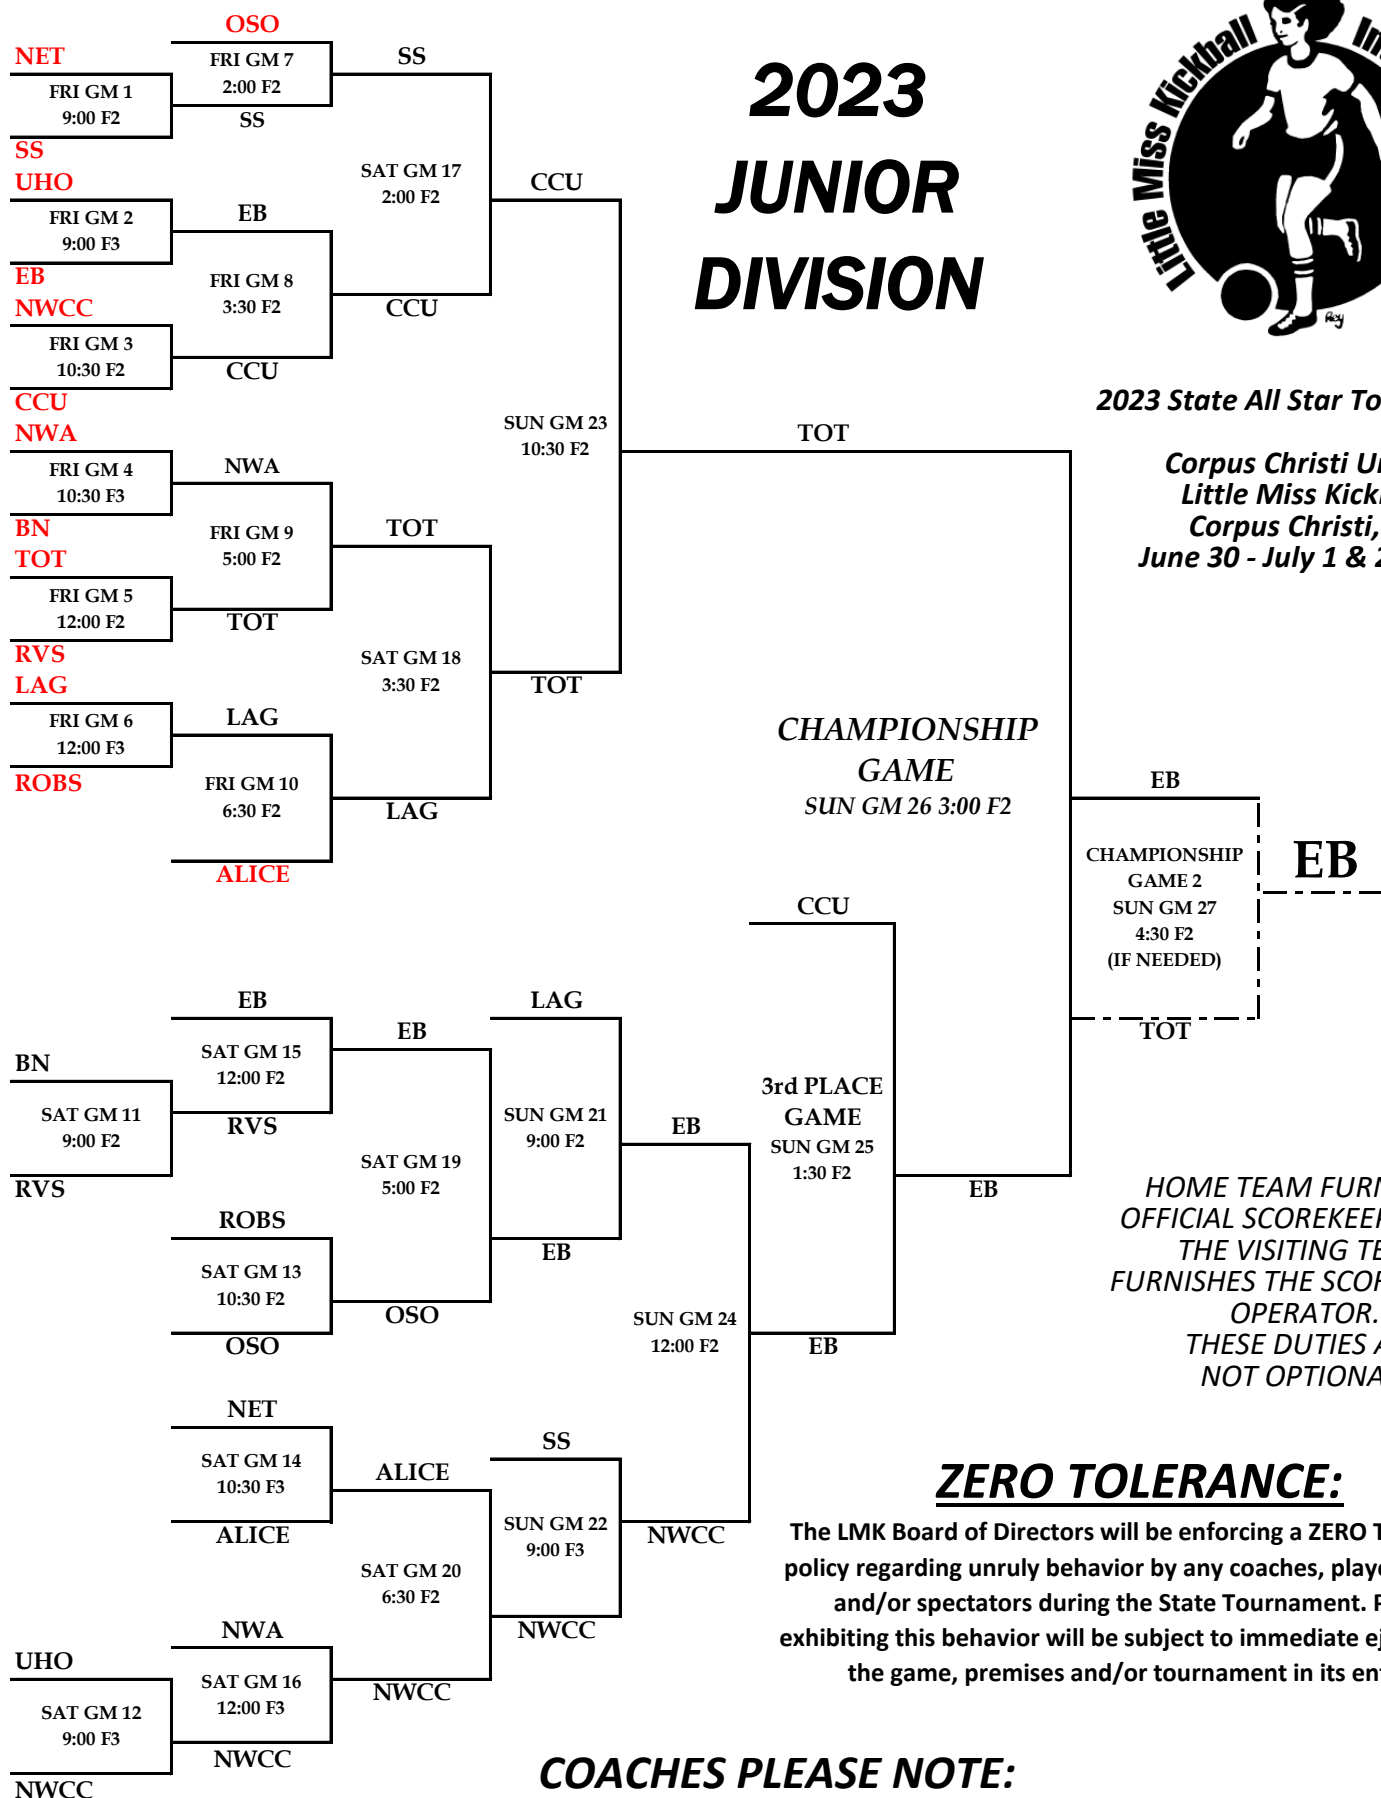 OSO
NET
FRI GM 7
2:00 F2
SS
FRI GM 1
9:00 F2
SS
SS
UHO
SAT GM 17
2:00 F2
CCU
FRI GM 2
9:00 F3
EB
EB
NWCC
FRI GM 8
3:30 F2
CCU
FRI GM 3
10:30 F2
CCU
CCU
NWA
SUN GM 23
10:30 F2
TOT
FRI GM 4
10:30 F3
NWA
BN
TOT
FRI GM 9
5:00 F2
TOT
FRI GM 5
12:00 F2
TOT
RVS
LAG
SAT GM 18
3:30 F2
TOT
FRI GM 6
12:00 F3
LAG
ROBS
FRI GM 10
6:30 F2
LAG
ALICE
2023
JUNIOR
DIVISION
Little Miss Kickball
Rey
2023 State All Star
Corpus Christi
Little Miss
Corpus Christi,
June 30 - July 1 &
CHAMPIONSHIP
GAME
SUN GM 26 3:00 F2
EB
CHAMPIONSHIP
GAME 2
SUN GM 27
4:30 F2
(IF NEEDED)
EB
TOT
CCU
EB
EB
LAG
SAT GM 15
12:00 F2
BN
SAT GM 11
9:00 F2
RVS
RVS
SAT GM 19
5:00 F2
SUN GM 21
9:00 F2
EB
3rd PLACE
GAME
SUN GM 25
1:30 F2
EB
ROBS
SAT GM 13
10:30 F2
OSO
OSO
EB
SUN GM 24
12:00 F2
EB
NET
SAT GM 14
10:30 F3
ALICE
ALICE
SS
SUN GM 22
9:00 F3
NWCC
SAT GM 20
6:30 F2
NWCC
NWA
UHO
SAT GM 16
12:00 F3
NWCC
SAT GM 12
9:00 F3
NWCC
NWCC
HOME TEAM
OFFICIAL
THE VISITING
FURNISHES THE
OPERATOR.
THESE DUTIES
NOT
ZERO TOLERANCE:
The LMK Board of Directors will be enforcing a ZERO
policy regarding unruly behavior by any coaches,
and/or spectators during the State Tournament.
exhibiting this behavior will be subject to immediate
the game, premises and/or tournament in its
COACHES PLEASE NOTE: